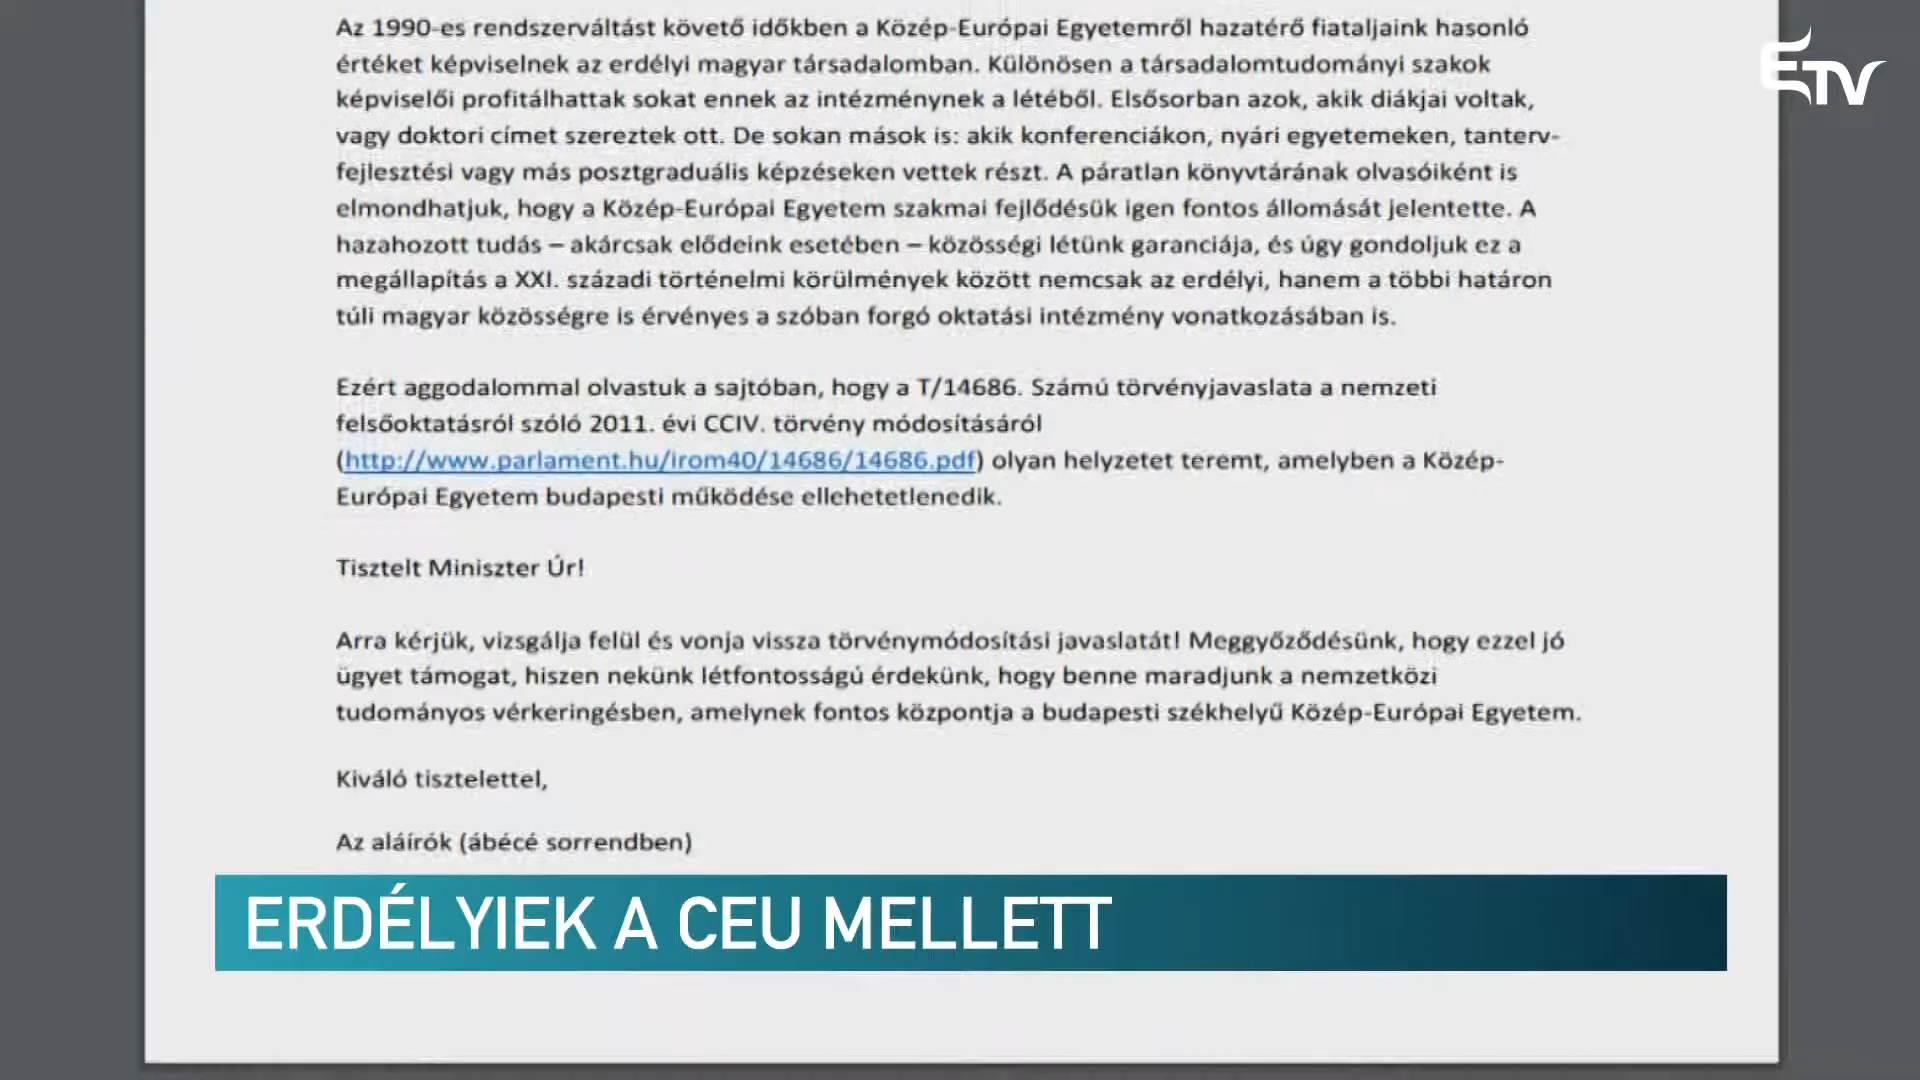 Az 1990-es rendszerváltást követő időkben a Közép-Európai Egyetemről hazatérő fiataljaink hasonló
értéket képviselnek az erdélyi magyar társadalomban. Különösen a társadalomtudományi szakok
képviselői profitálhattak sokat ennek az intézménynek a létéből. Elsősorban azok, akik diákjai voltak,
vagy doktori címet szereztek ott. De sokan mások is: akik konferenciákon, nyári egyetemeken, tanterv-
fejlesztési vagy más posztgraduális képzéseken vettek részt. A páratlan könyvtárának olvasóiként is
elmondhatjuk, hogy a Közép-Európai Egyetem szakmai fejlődésük igen fontos állomását jelentette. A
hazahozott tudás – akárcsak elődeink esetében – közösségi létünk garanciája, és úgy gondoljuk ez a
megállapítás a XXI. századi történelmi körülmények között nemcsak az erdélyi, hanem a többi határon
túli magyar közösségre is érvényes a szóban forgó oktatási intézmény vonatkozásában is.
Ezért aggodalommal olvastuk a sajtóban, hogy a T/14686. Számú törvényjavaslata a nemzeti
felsőoktatásról szóló 2011. évi CCIV. törvény módosításáról
(http://www.parlament.hu/irom40/14686/14686.pdf) olyan helyzetet teremt, amelyben a Közép-
Európai Egyetem budapesti működése ellehetetlenedik.
Tisztelt Miniszter Úr!
Arra kérjük, vizsgálja felül és vonja vissza törvénymódosítási javaslatát! Meggyőződésünk, hogy ezzel jó
ügyet támogat, hiszen nekünk létfontosságú érdekünk, hogy benne maradjunk a nemzetközi
tudományos vérkeringésben, amelynek fontos központja a budapesti székhelyű Közép-Európai Egyetem.
Kiváló tisztelettel,
Az aláírók (ábécé sorrendben)
ERDÉLYIEK A CEU MELLETT
ETV